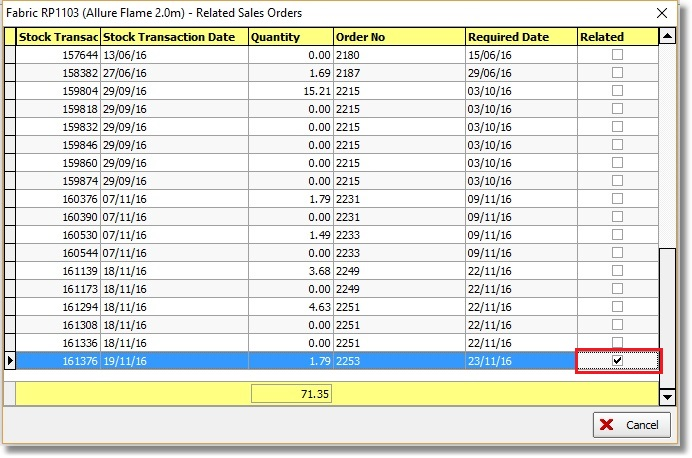 Fabric RP1103 (Allure Flame 2.0m) - Related Sales Orders
Stock Transac Stock Transaction Date Quantity Order No Required Date Related
157644 13/06/16 0.00 2180 15/06/16
158382 27/06/16 1.69 2187 29/06/16
159804 29/09/16 15.21 2215 03/10/16
159818 29/09/16 0.00 2215 03/10/16
159832 29/09/16 0.00 2215 03/10/16
159846 29/09/16 0.00 2215 03/10/16
159860 29/09/16 0.00 2215 03/10/16
159874 29/09/16 0.00 2215 03/10/16
160376 07/11/16 1.79 2231 09/11/16
160390 07/11/16 0.00 2231 09/11/16
160530 07/11/16 1.49 2233 09/11/16
160544 07/11/16 0.00 2233 09/11/16
161139 18/11/16 3.68 2249 22/11/16
161173 18/11/16 0.00 2249 22/11/16
161294 18/11/16 4.63 2251 22/11/16
161308 18/11/16 0.00 2251 22/11/16
161336 18/11/16 0.00 2251 22/11/16
161376 19/11/16 1.79 2253 23/11/16
71.35
Cancel